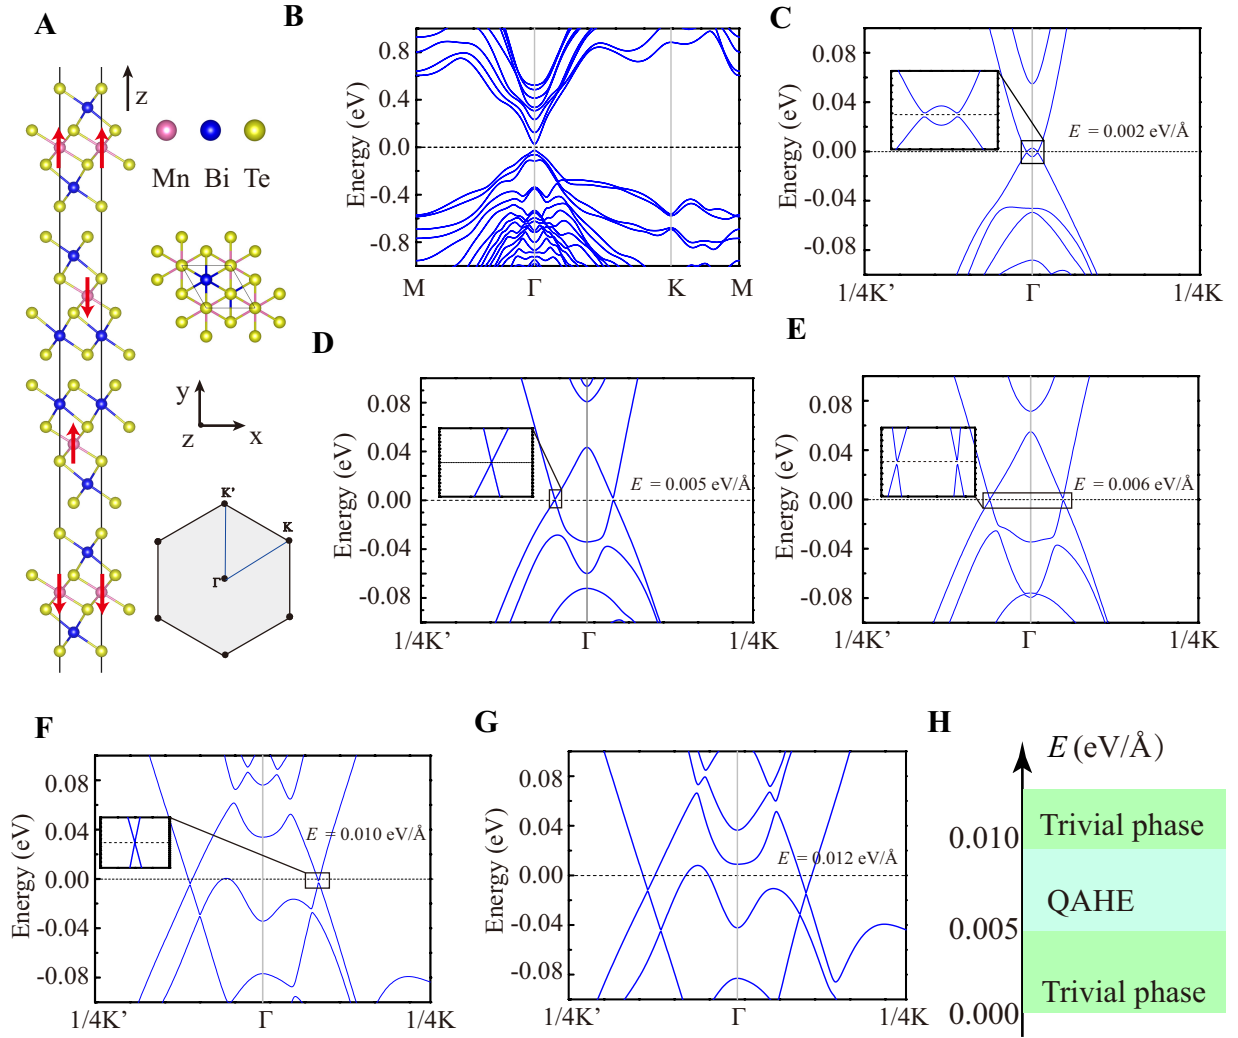 A
z
Mn Bi Te
y
z x
K'
K
Γ
B
Energy (eV)
0.8
0.4
0.0
-0.4
-0.8
M Γ K M
C
Energy (eV)
0.08
0.04
0.00
-0.04
-0.08
E = 0.002 eV/Å
1/4K' Γ 1/4K
D
Energy (eV)
0.08
0.04
0.00
-0.04
-0.08
E = 0.005 eV/Å
1/4K' Γ 1/4K
E
Energy (eV)
0.08
0.04
0.00
-0.04
-0.08
E = 0.006 eV/Å
1/4K' Γ 1/4K
F
Energy (eV)
0.08
0.04
0.00
-0.04
-0.08
E = 0.010 eV/Å
1/4K' Γ 1/4K
G
Energy (eV)
0.08
0.04
0.00
-0.04
-0.08
E = 0.012 eV/Å
1/4K' Γ 1/4K
H
E (eV/Å)
0.010
0.005
0.000
Trivial phase
QAHE
Trivial phase